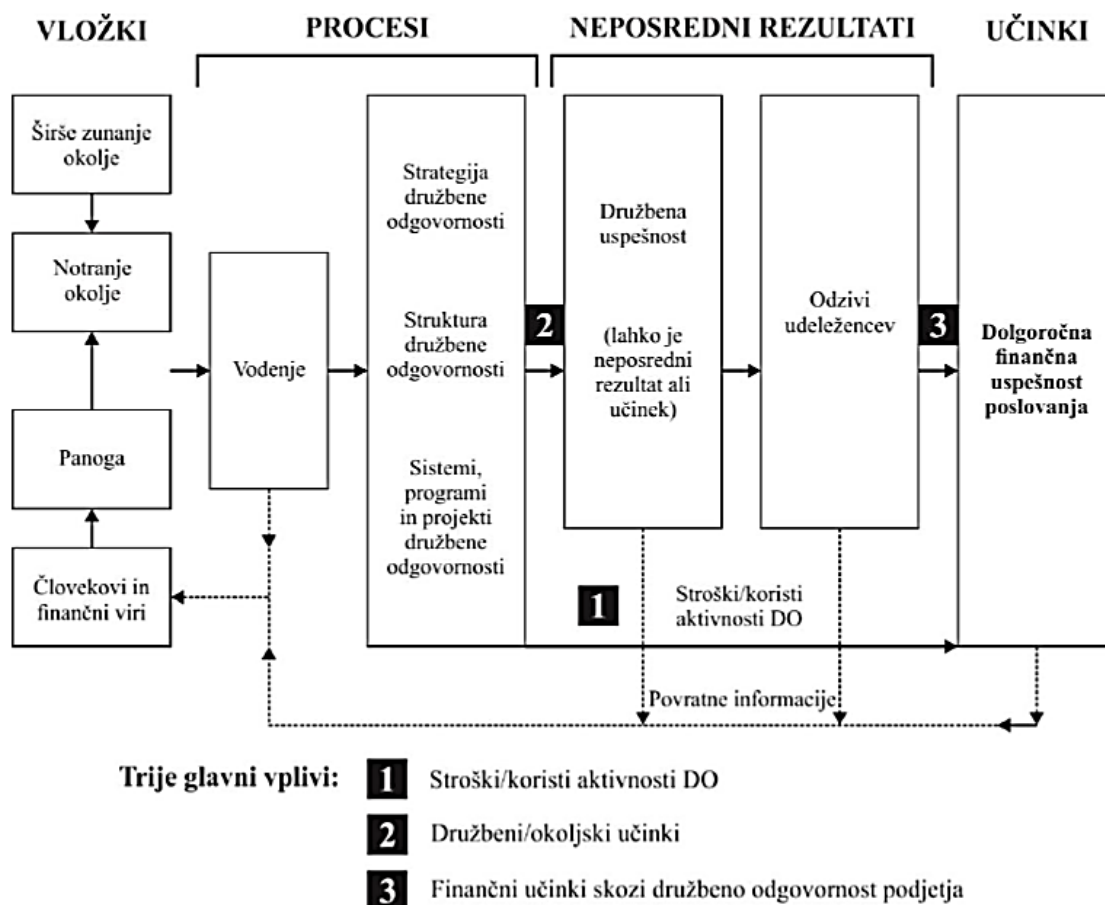 VLOŽKI
PROCESI
NEPOSREDNI REZULTATI
UČINKI
Širše zunanje
okolje
Notranje
okolje
Panoga
Človekovi in
finančni viri
Vodenje
Strategija
družbene
odgovornosti
Struktura
družbene
odgovornosti
Sistemi,
programi
in projekti
družbene
odgovornosti
2
Družbena
uspešnost
(lahko je
neposredni
rezultat ali
učinek)
Odzivi
udeležencev
3
Dolgoročna
finančna
uspešnost
poslovanja
1
Stroški/koristi
aktivnosti DO
Povratne informacije
Trije glavni vplivi:
1 Stroški/koristi aktivnosti DO
2 Družbeni/okoljski učinki
3 Finančni učinki skozi družbeno odgovornost podjetja